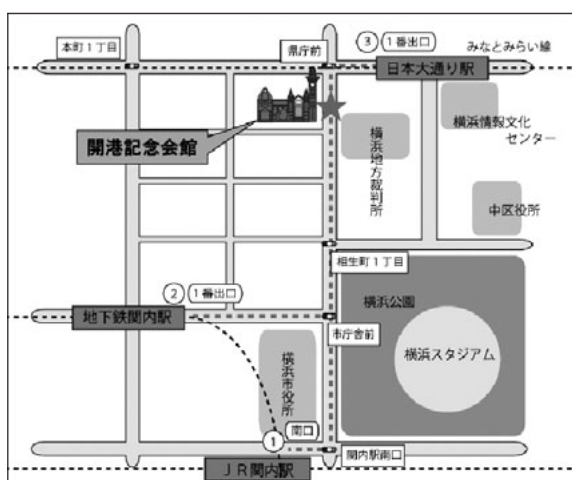 本町1丁目
県庁前
③ 1番出口
みなとみらい線
日本大通り駅
開港記念会館
横浜地方裁判所
横浜情報文化
センター
中区役所
相生町1丁目
② 1番出口
地下鉄関内駅
市庁舎前
横浜公園
横浜スタジアム
横浜市役所
① 南口
関内駅南口
JR関内駅